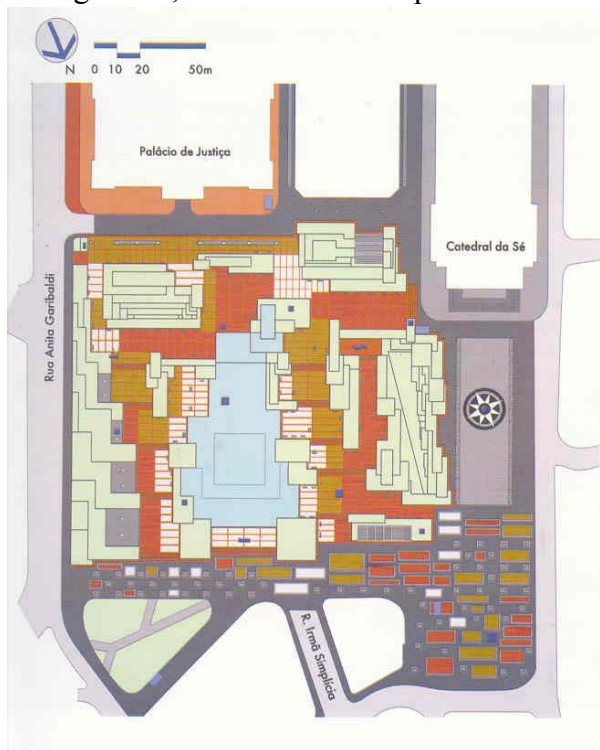 N 0 10 20 50m
Palácio de Justiça
Catedral da Sé
Rua Anita Garibaldi
R. Irmã Simplícia